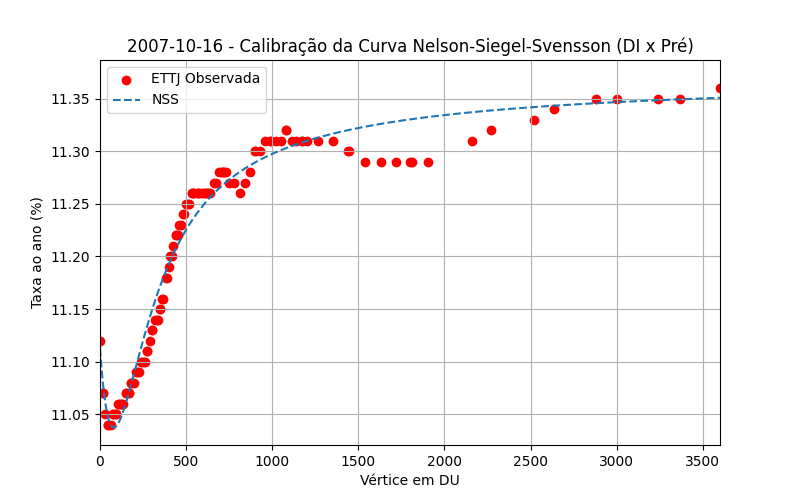 2007-10-16 - Calibração da Curva Nelson-Siegel-Svensson (DI x Pré)
ETTJ Observada
NSS
Taxa ao ano (%)
11.35
11.30
11.25
11.20
11.15
11.10
11.05
0 500 1000 1500 2000 2500 3000 3500
Vértice em DU